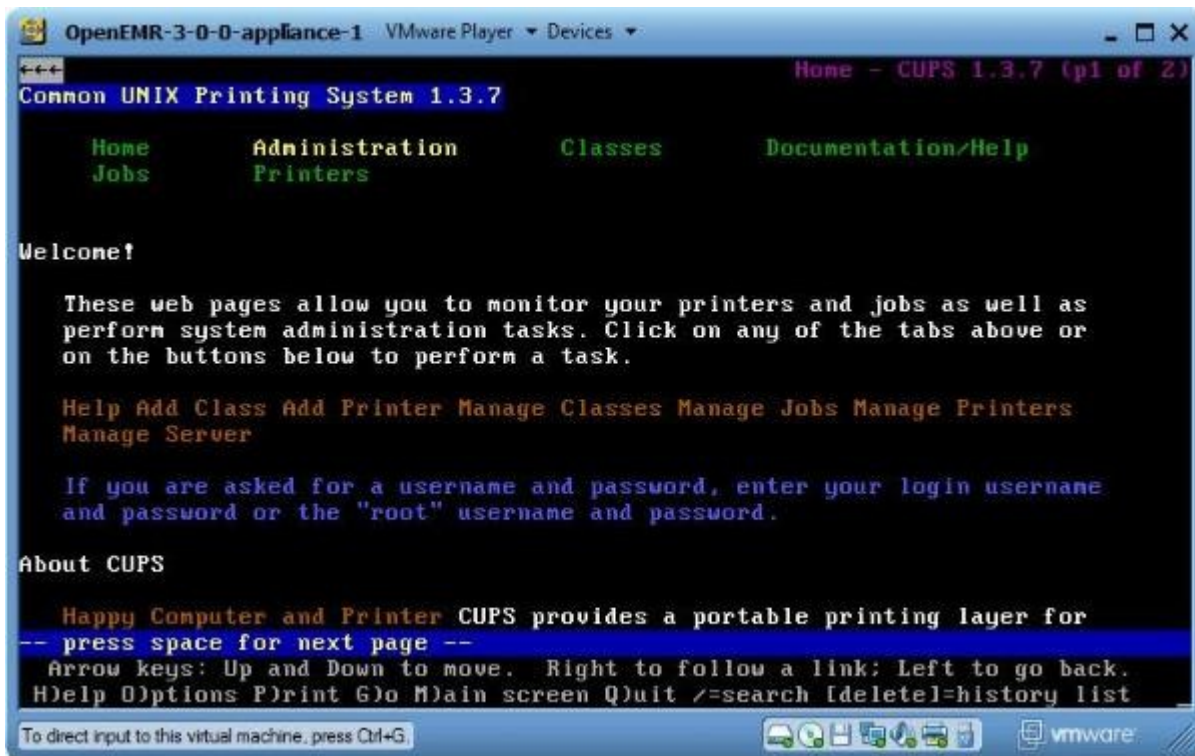 OpenEMR-3-0-0-appliance-1 VMware Player Devices
←←← Home - CUPS 1.3.7 (p1 of 2)
Common UNIX Printing System 1.3.7
Home Administration Classes Documentation/Help
Jobs Printers
Welcome!
These web pages allow you to monitor your printers and jobs as well as
perform system administration tasks. Click on any of the tabs above or
on the buttons below to perform a task.
Help Add Class Add Printer Manage Classes Manage Jobs Manage Printers
Manage Server
If you are asked for a username and password, enter your login username
and password or the "root" username and password.
About CUPS
Happy Computer and Printer CUPS provides a portable printing layer for
-- press space for next page --
Arrow keys: Up and Down to move. Right to follow a link; Left to go back.
H)elp O)ptions P)rint G)o M)ain screen Q)uit /=search [delete]=history list
To direct input to this virtual machine, press Ctrl+G. vmware